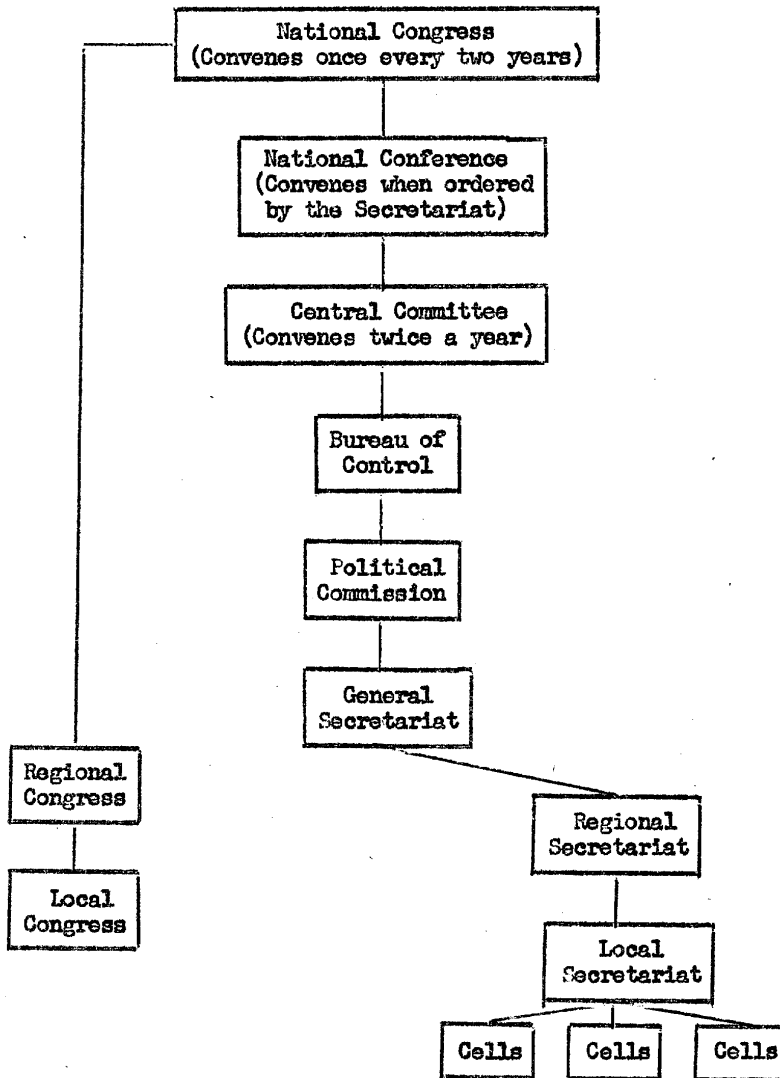 National Congress
(Convenes once every two years)
National Conference
(Convenes when ordered
by the Secretariat)
Central Committee
(Convenes twice a year)
Bureau of
Control
Political
Commission
General
Secretariat
Regional
Congress
Regional
Secretariat
Local
Congress
Local
Secretariat
Cells
Cells
Cells